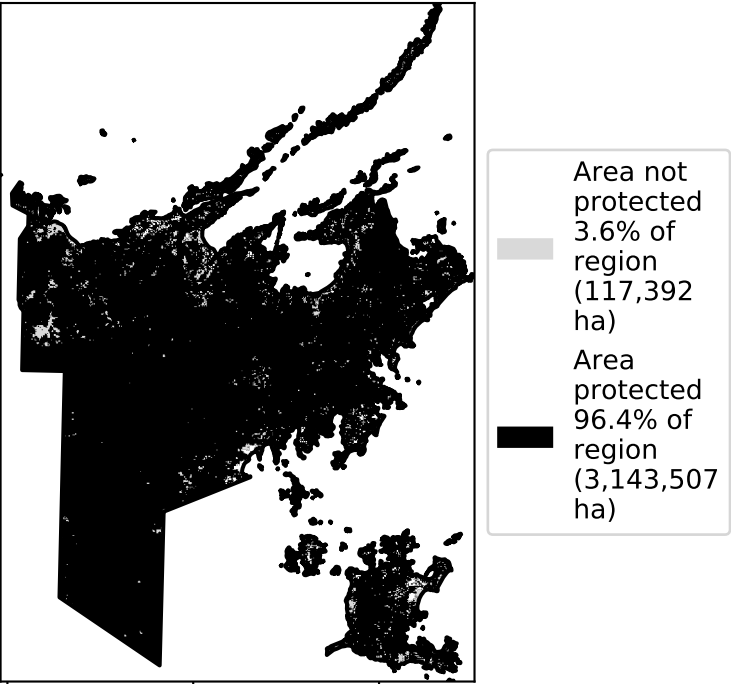 Area not
protected
3.6% of
region
(117,392
ha)
Area
protected
96.4% of
region
(3,143,507
ha)